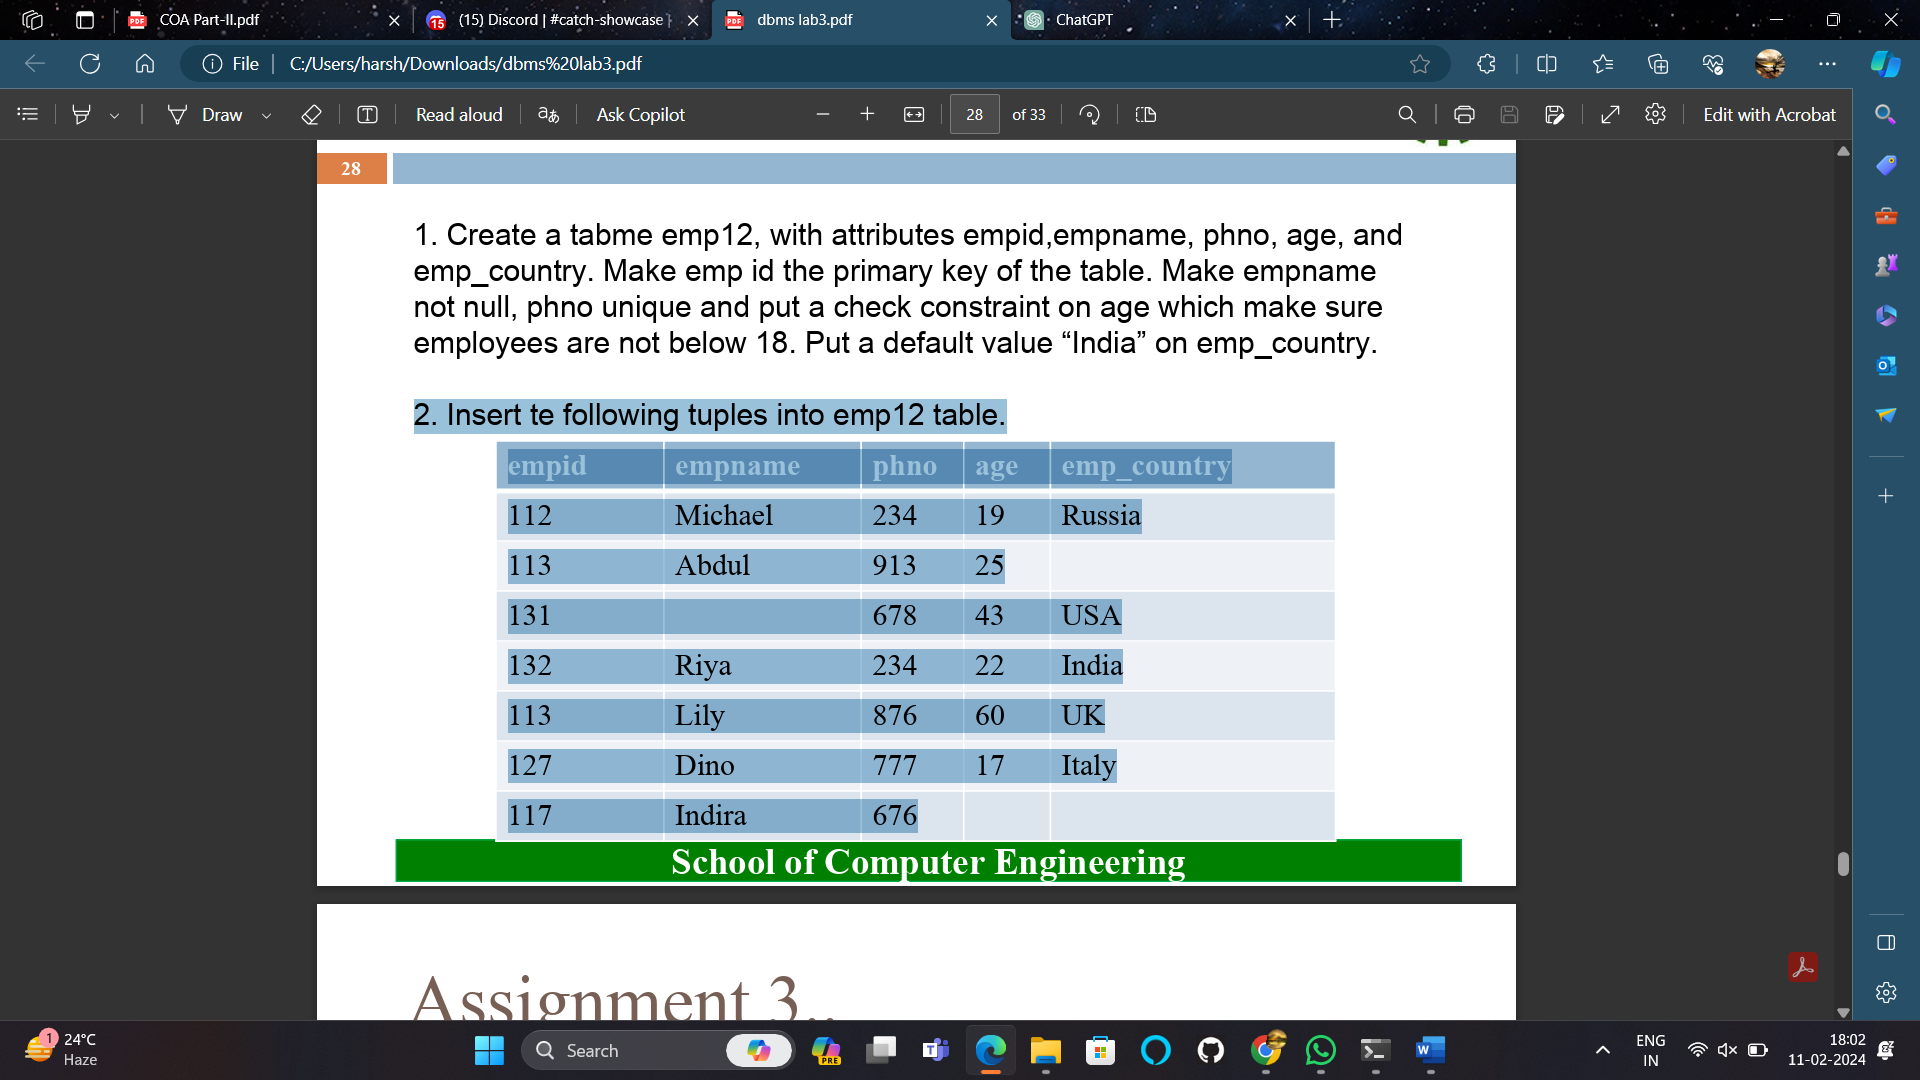 COA Part-II.pdf
(15) Discord | #catch-showcase
dbms lab3.pdf
ChatGPT
File
C:/Users/harsh/Downloads/dbms%20lab3.pdf
Draw
Read aloud
aあ
Ask Copilot
28
of 33
Edit with Acrobat
28
1. Create a tabme emp12, with attributes empid,empname, phno, age, and
emp_country. Make emp id the primary key of the table. Make empname
not null, phno unique and put a check constraint on age which make sure
employees are not below 18. Put a default value “India” on emp_country.
2. Insert te following tuples into emp12 table.
empid empname phno age emp_country
112 Michael 234 19 Russia
113 Abdul 913 25
131 678 43 USA
132 Riya 234 22 India
113 Lily 876 60 UK
127 Dino 777 17 Italy
117 Indira 676
School of Computer Engineering
Assignment 3..
1
24°C
Haze
Search
PRE
ENG
IN
18:02
11-02-2024